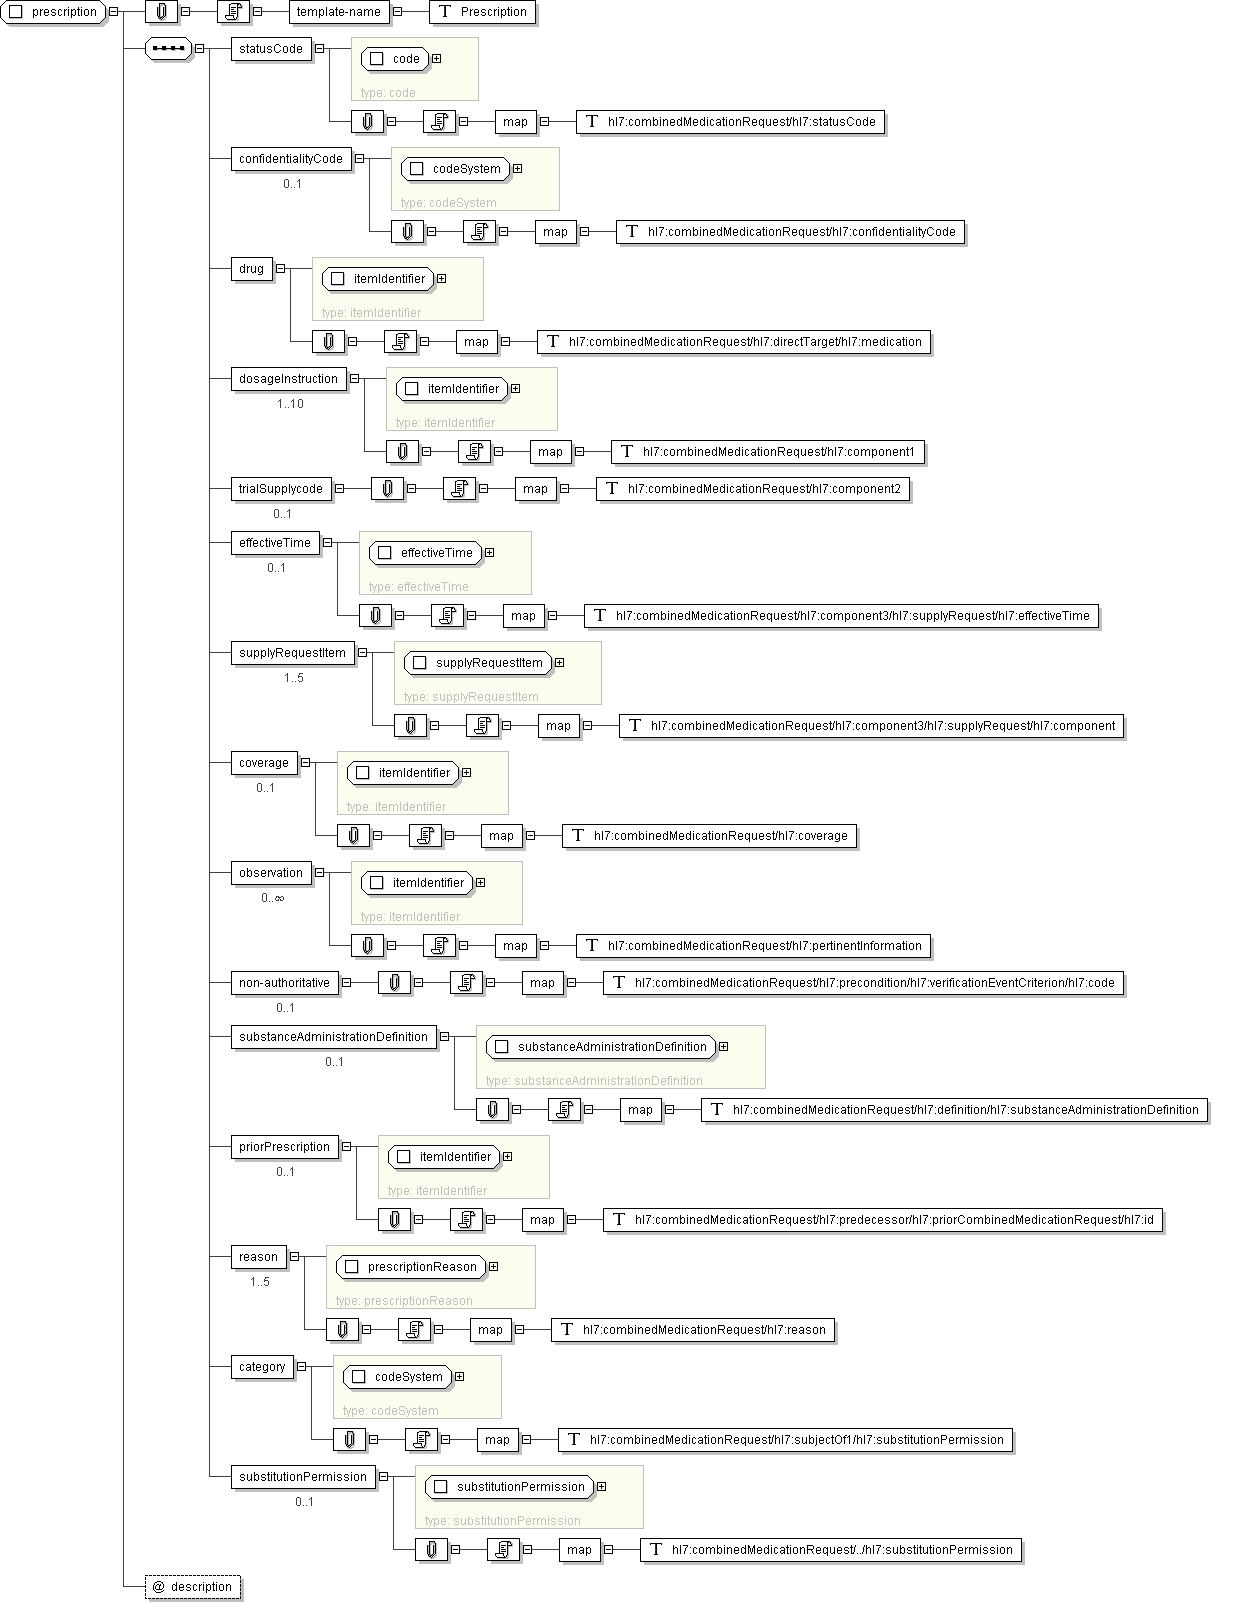 prescription
template-name
T Prescription
statusCode
code
type: code
map
T hl7:combinedMedicationRequest/hl7:statusCode
confidentialityCode
0..1
codeSystem
type: codeSystem
map
T hl7:combinedMedicationRequest/hl7:confidentialityCode
drug
itemIdentifier
type: itemIdentifier
map
T hl7:combinedMedicationRequest/hl7:directTarget/hl7:medication
dosageInstruction
1..10
itemIdentifier
type: itemIdentifier
map
T hl7:combinedMedicationRequest/hl7:component1
trialSupplycode
0..1
map
T hl7:combinedMedicationRequest/hl7:component2
effectiveTime
0..1
effectiveTime
type: effectiveTime
map
T hl7:combinedMedicationRequest/hl7:component3/hl7:supplyRequest/hl7:effectiveTime
supplyRequestItem
1..5
supplyRequestItem
type: supplyRequestItem
map
T hl7:combinedMedicationRequest/hl7:component3/hl7:supplyRequest/hl7:component
coverage
0..1
itemIdentifier
type: itemIdentifier
map
T hl7:combinedMedicationRequest/hl7:coverage
observation
0..∞
itemIdentifier
type: itemIdentifier
map
T hl7:combinedMedicationRequest/hl7:pertinentInformation
non-authoritative
0..1
map
T hl7:combinedMedicationRequest/hl7:precondition/hl7:verificationEventCriterion/hl7:code
substanceAdministrationDefinition
0..1
substanceAdministrationDefinition
type: substanceAdministrationDefinition
map
T hl7:combinedMedicationRequest/hl7:definition/hl7:substanceAdministrationDefinition
priorPrescription
0..1
itemIdentifier
type: itemIdentifier
map
T hl7:combinedMedicationRequest/hl7:predecessor/hl7:priorCombinedMedicationRequest/hl7:id
reason
1..5
prescriptionReason
type: prescriptionReason
map
T hl7:combinedMedicationRequest/hl7:reason
category
codeSystem
type: codeSystem
map
T hl7:combinedMedicationRequest/hl7:subjectOf1/hl7:substitutionPermission
substitutionPermission
0..1
substitutionPermission
type: substitutionPermission
map
T hl7:combinedMedicationRequest/../hl7:substitutionPermission
@ description